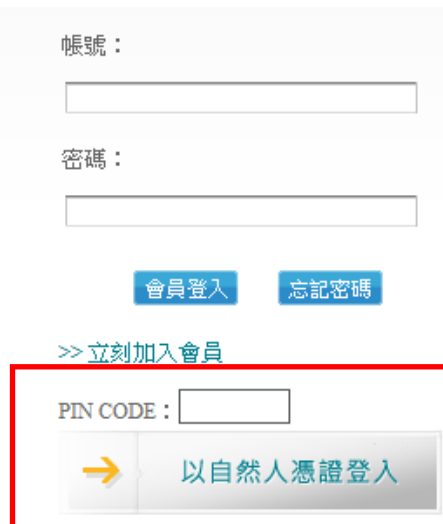 帳號：
密碼：
會員登入 忘記密碼
>> 立刻加入會員
PIN CODE：
以自然人憑證登入